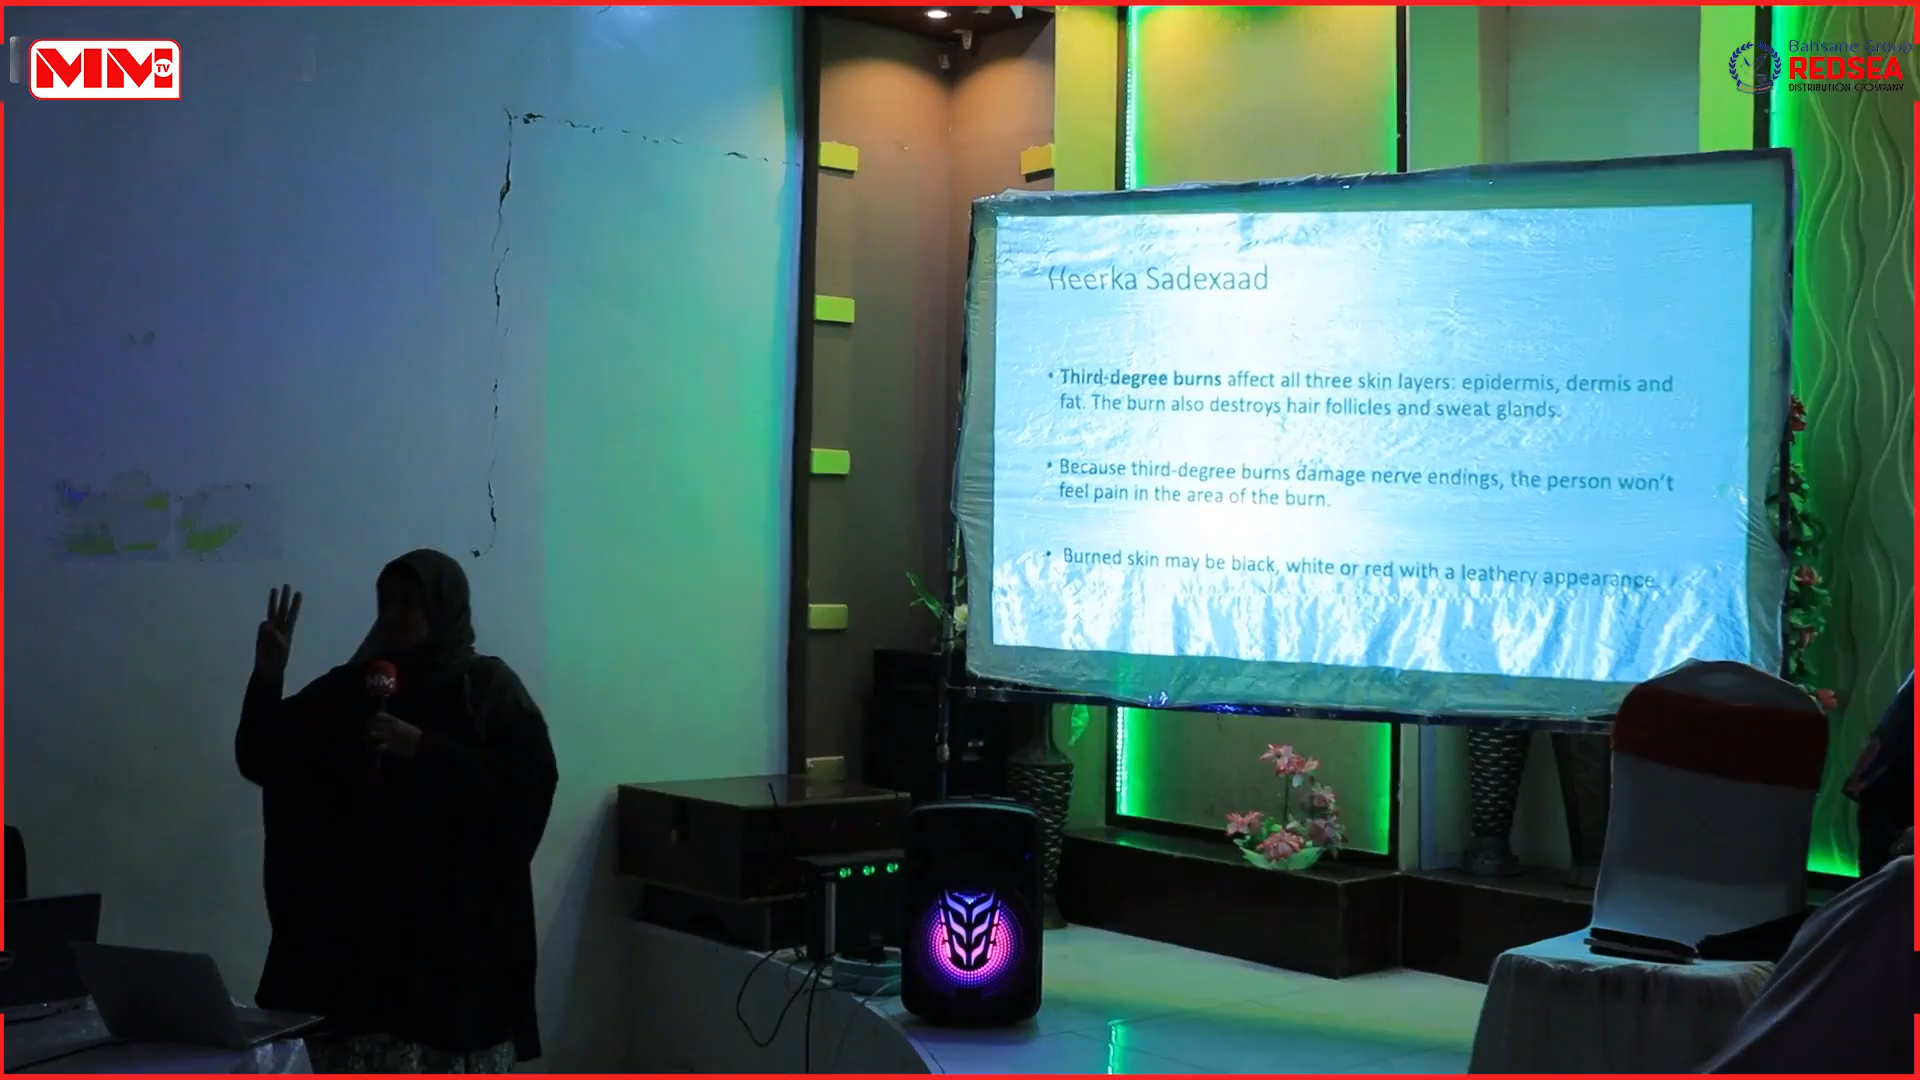 MM TV
Bahsane Group
REDSEA
DISTRIBUTION COMPANY
Heerka Sadexaad
• Third-degree burns affect all three skin layers: epidermis, dermis and
fat. The burn also destroys hair follicles and sweat glands.
• Because third-degree burns damage nerve endings, the person won't
feel pain in the area of the burn.
• Burned skin may be black, white or red with a leathery appearance.
MM